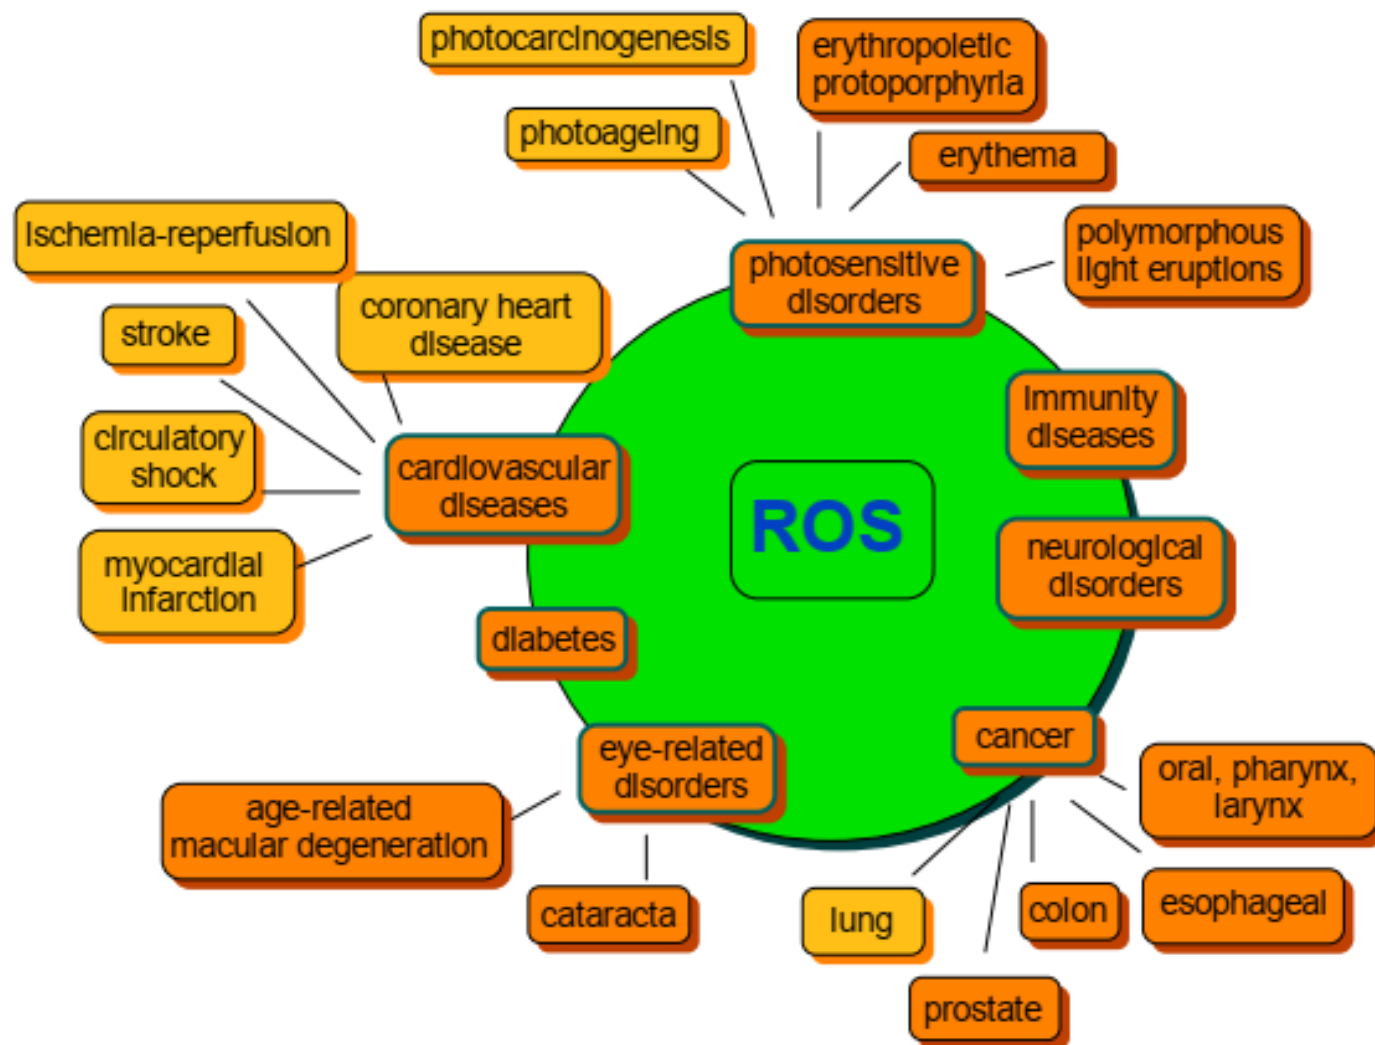 photocarcinogenesis
erythropoietic
protoporphyria
photoageing
erythema
ischemia-reperfusion
polymorphous
light eruptions
photosensitive
disorders
coronary heart
disease
stroke
immunity
diseases
circulatory
shock
cardiovascular
diseases
ROS
neurological
disorders
myocardial
infarction
diabetes
eye-related
disorders
cancer
oral, pharynx,
larynx
age-related
macular degeneration
cataracta
lung
colon
esophageal
prostate